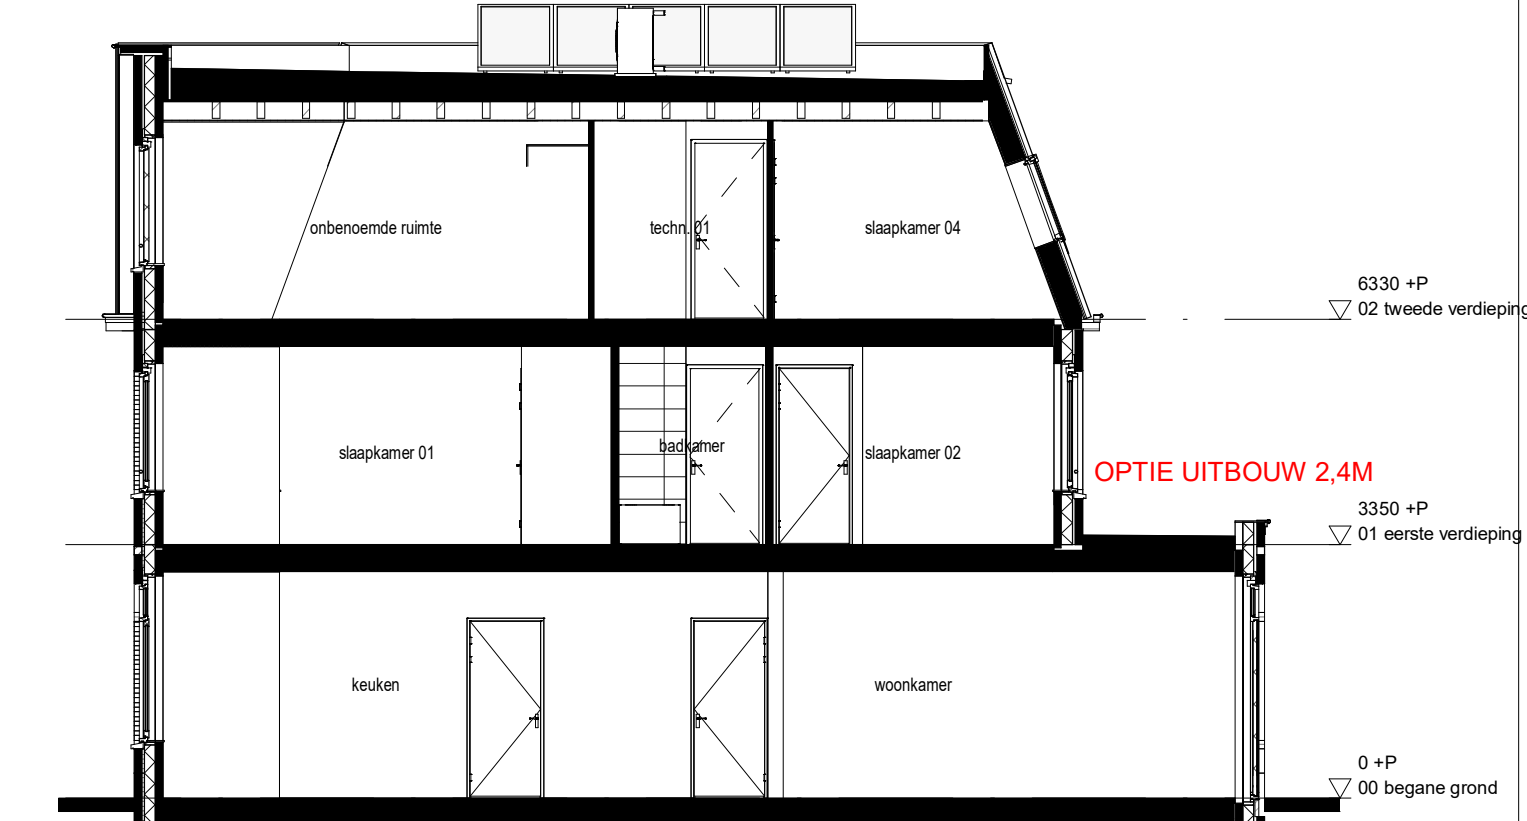 onbenoemde ruimte
techn. 01
slaapkamer 04
6330 +P
02 tweede verdieping
slaapkamer 01
badkamer
slaapkamer 02
OPTIE UITBOUW 2,4M
3350 +P
01 eerste verdieping
keuken
woonkamer
0 +P
00 begane grond